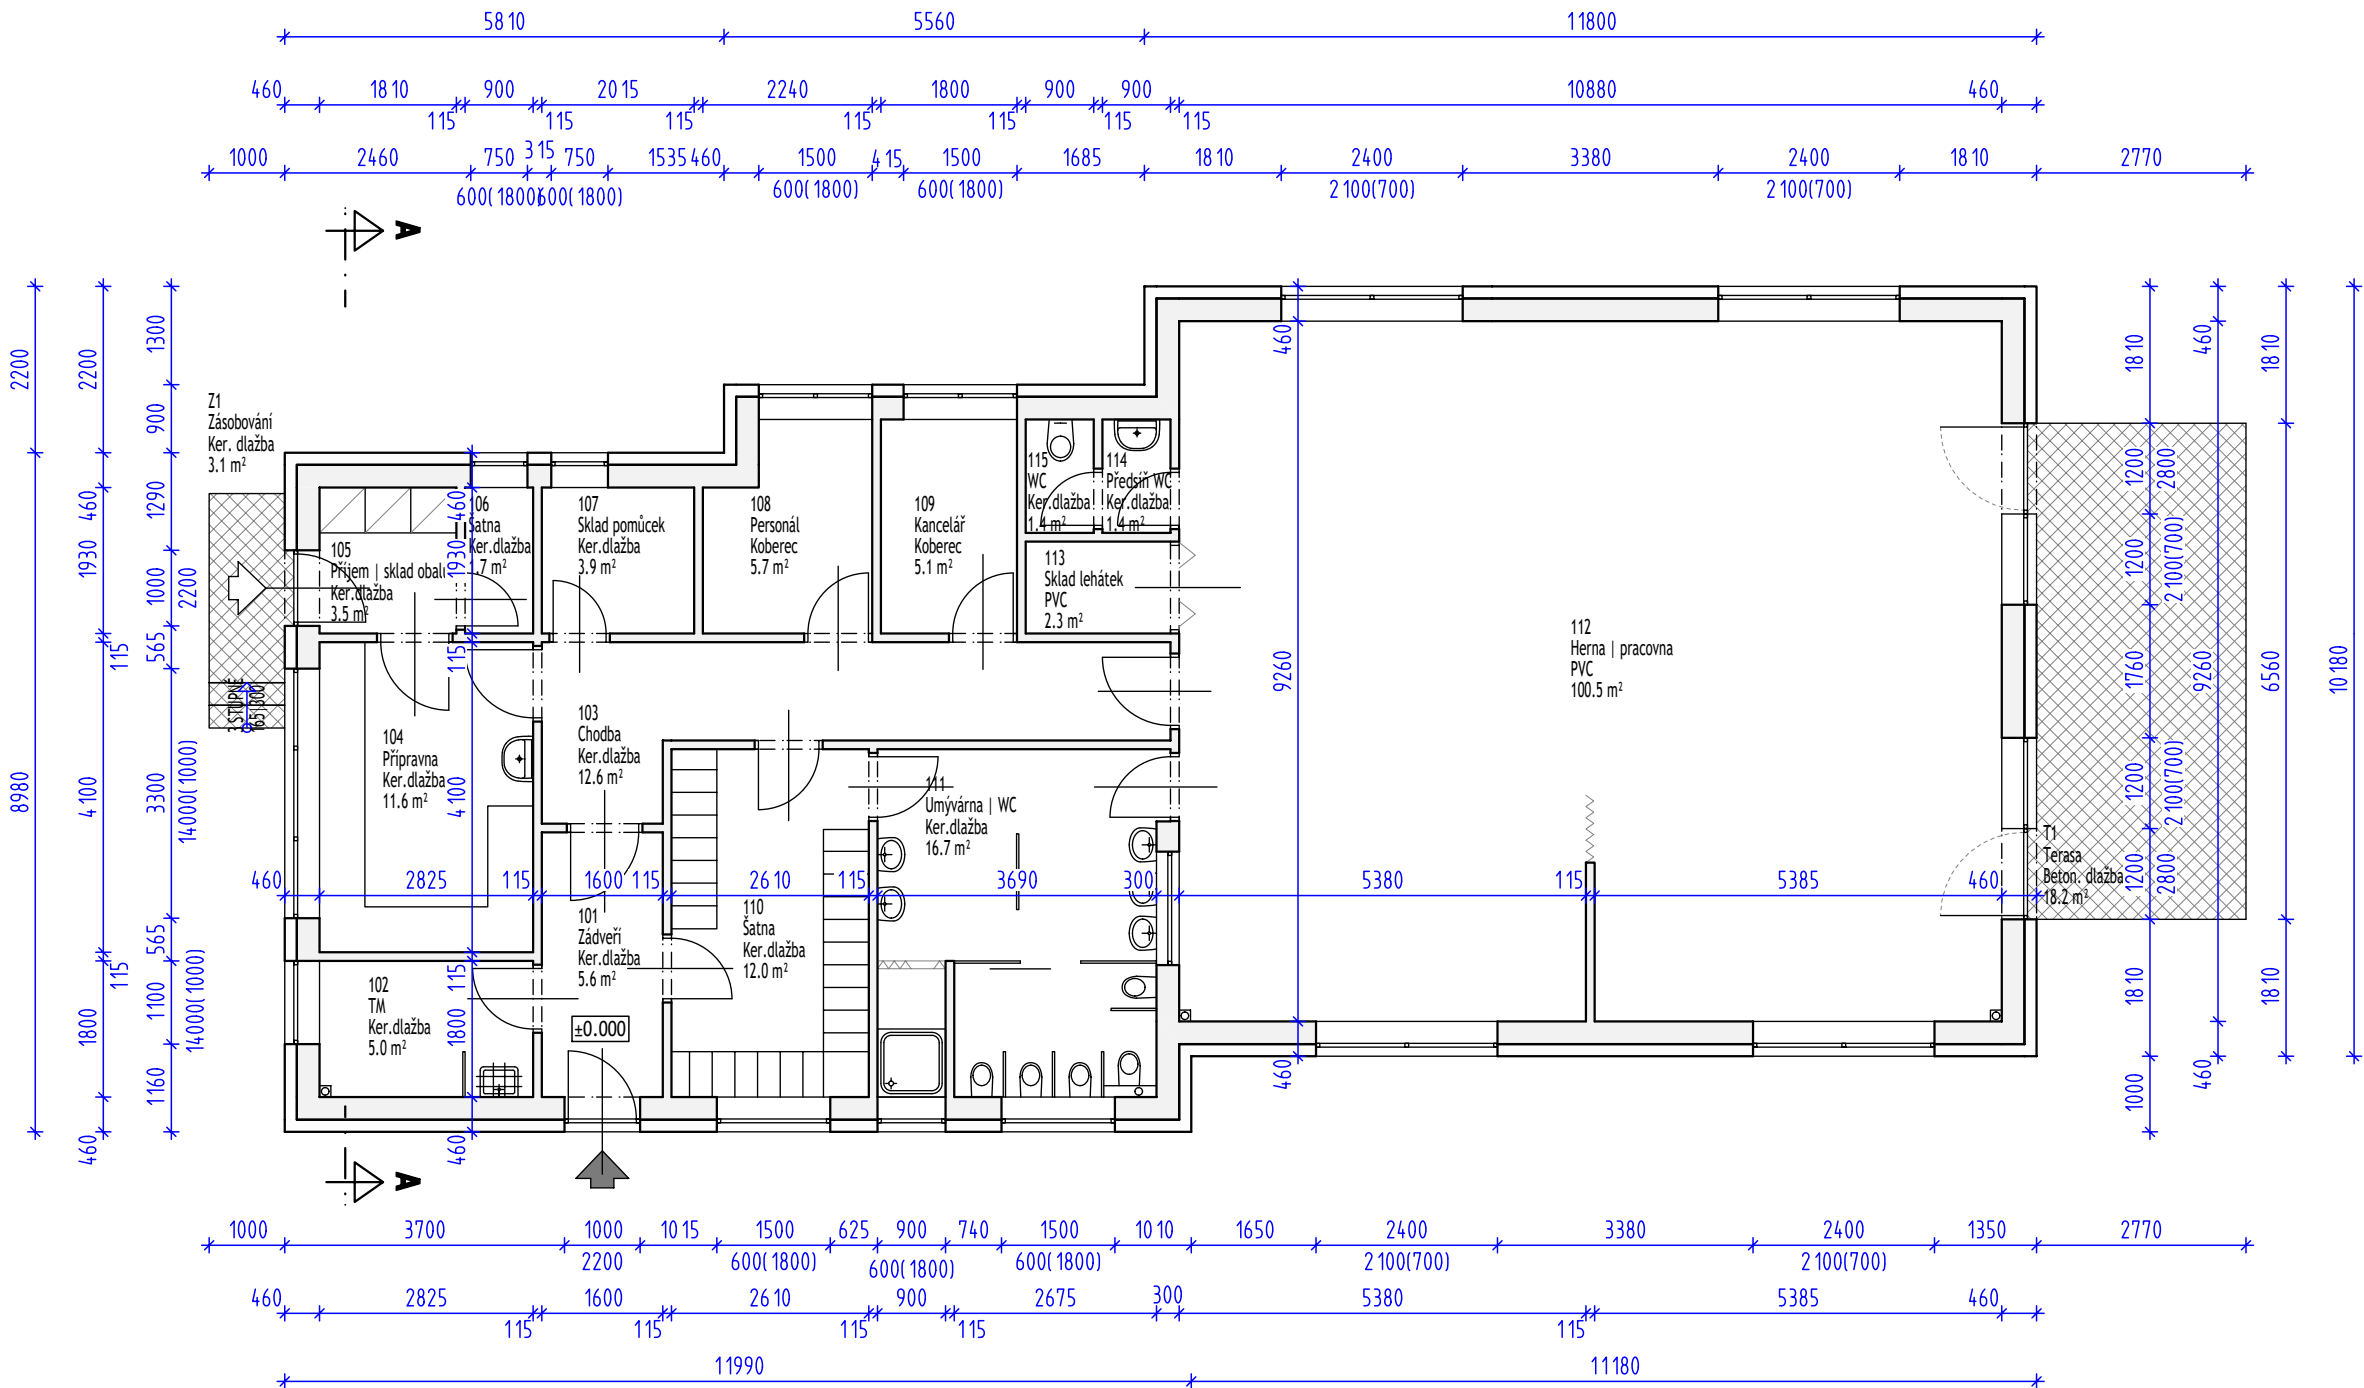 5810 5560 11800
460 1810 900 2015 2240 1800 900 900 10880 460
115 115 115 115 115 115 115
1000 2460 750 315 750 1535 460 1500 415 1500 1685 1810 2400 3380 2400 1810 2770
600(1800) 600(1800) 600(1800) 600(1800) 2100(700) 2100(700)
A
2200
8980
2200
460
1930
115
4100
115
1800
460
1300
900
1290
1000
2200
565
3300
14000(1000)
565
1100
14000(1000)
1160
Z1
Zásobování
Ker. dlažba
3.1 m²
3 STUPNĚ
165|300
105
Příjem | sklad obalů
Ker.dlažba
3.5 m²
106
Šatna
Ker.dlažba
1.7 m²
107
Sklad pomůcek
Ker.dlažba
3.9 m²
108
Personál
Koberec
5.7 m²
109
Kancelář
Koberec
5.1 m²
115
WC
Ker.dlažba
1.4 m²
114
Předsíň WC
Ker.dlažba
1.4 m²
113
Sklad lehátek
PVC
2.3 m²
112
Herna | pracovna
PVC
100.5 m²
104
Přípravna
Ker.dlažba
11.6 m²
103
Chodba
Ker.dlažba
12.6 m²
111
Umývárna | WC
Ker.dlažba
16.7 m²
T1
Terasa
Beton. dlažba
18.2 m²
101
Zádveří
Ker.dlažba
5.6 m²
110
Šatna
Ker.dlažba
12.0 m²
102
TM
Ker.dlažba
5.0 m²
±0.000
460
1930
115
4100
115
1800
460
460
9260
460
460 2825 115 1600 115 2610 115 3690 300 5380 115 5385 460
1810
1200
2800
1200
2100(700)
1760
1200
2100(700)
1200
2800
1810
1000
460
9260
460
1810
6560
1810
10180
A
1000 3700 1000 1015 1500 625 900 740 1500 1010 1650 2400 3380 2400 1350 2770
2200 600(1800) 600(1800) 600(1800) 2100(700) 2100(700)
460 2825 1600 2610 900 2675 300 5380 5385 460
115 115 115 115 115
11990 11180